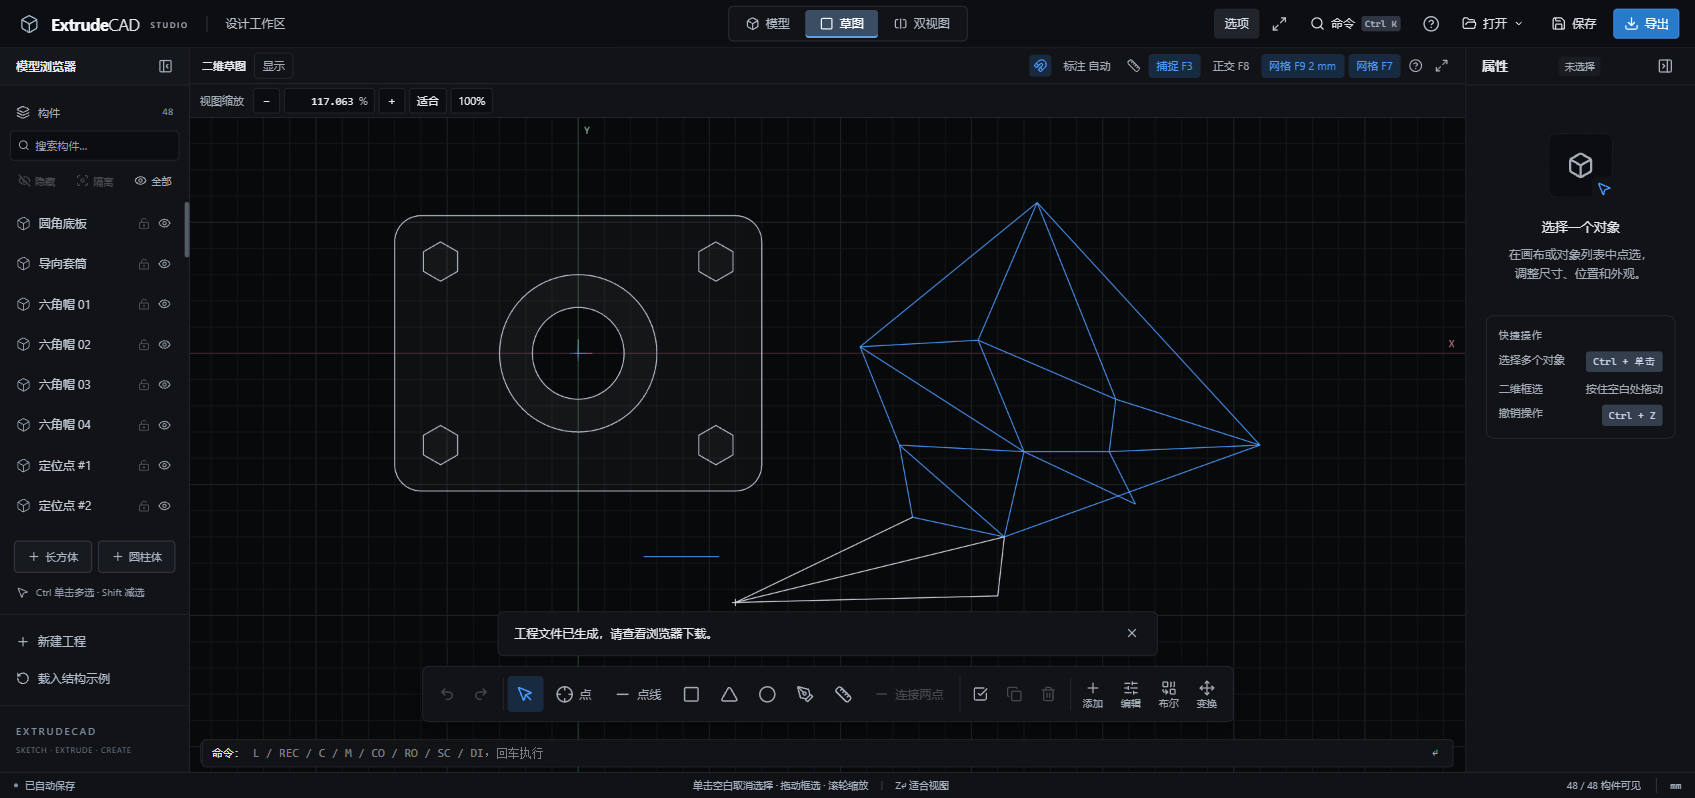 ExtrudeCAD STUDIO 设计工作区 模型 草图 双视图 选项 命令 Ctrl K 打开 保存 导出
模型浏览器 二维草图 显示 标注 自动 捕捉 F3 正交 F8 网格 F9 2 mm 网格 F7 属性 未选择
视图缩放 − 117.063 % + 适合 100%
构件 48
搜索构件...
隐藏 隔离 全部
圆角底板
导向套筒
六角帽 01
六角帽 02
六角帽 03
六角帽 04
定位点 #1
定位点 #2
+ 长方体 + 圆柱体
Ctrl 单击多选 · Shift 减选
+ 新建工程
载入结构示例
EXTRUDECAD
SKETCH · EXTRUDE · CREATE
Y
X
选择一个对象
在画布或对象列表中点选，
调整尺寸、位置和外观。
快捷操作
选择多个对象 Ctrl + 单击
二维框选 按住空白处拖动
撤销操作 Ctrl + Z
工程文件已生成，请查看浏览器下载。
点 点线 连接两点 添加 编辑 布尔 变换
命令: L / REC / C / M / CO / RO / SC / DI，回车执行
已自动保存 单击空白取消选择 · 拖动框选 · 滚轮缩放 Z↵ 适合视图 48 / 48 构件可见 mm